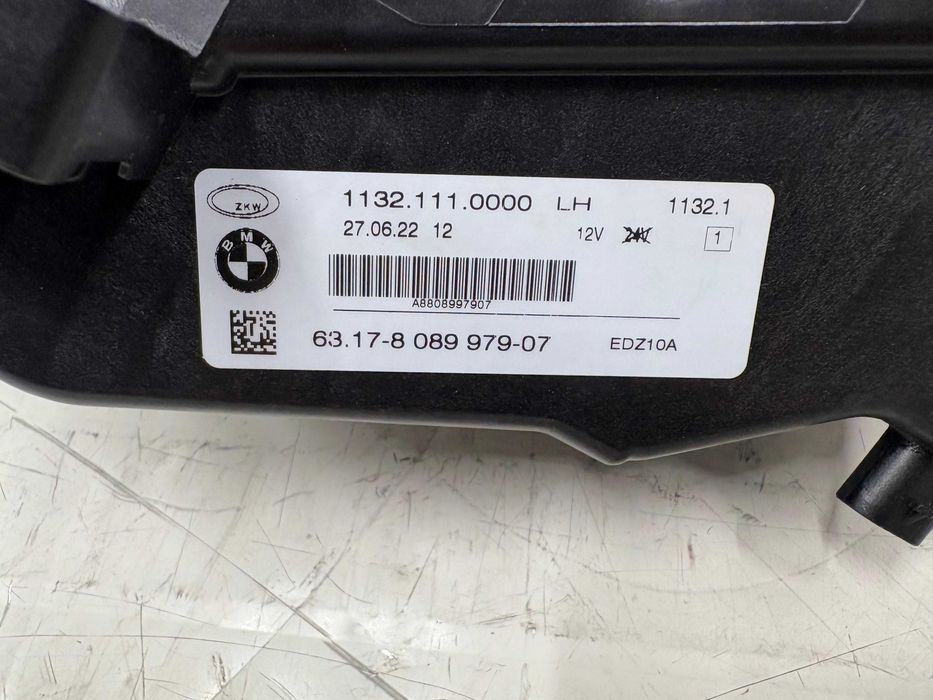 ZKW 1132.111.0000 LH 1132.1
27.06.22 12 12V 24V 1
BMW
A8808997907
63.17-8 089 979-07 EDZ10A